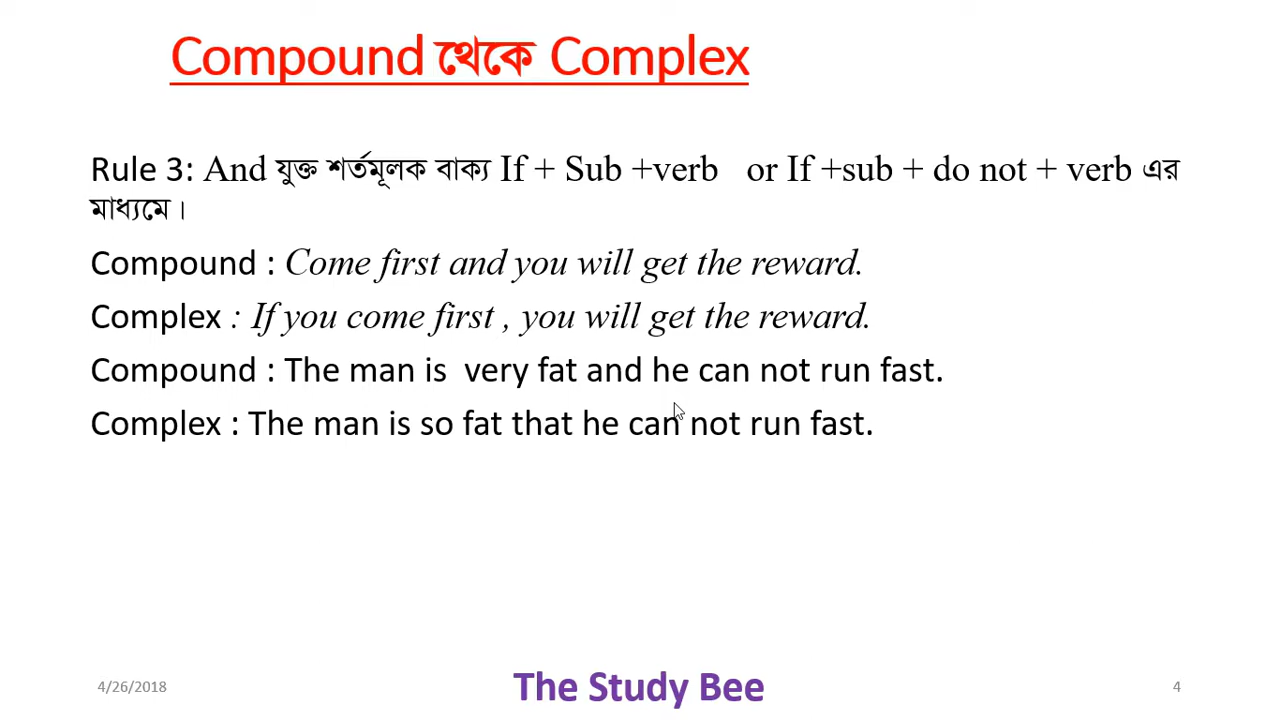 Compound থেকে Complex
Rule 3: And যুক্ত শর্তমূলক বাক্য If + Sub +verb or If +sub + do not + verb এর
মাধ্যমে।
Compound : Come first and you will get the reward.
Complex : If you come first , you will get the reward.
Compound : The man is very fat and he can not run fast.
Complex : The man is so fat that he can not run fast.
4/26/2018
The Study Bee
4